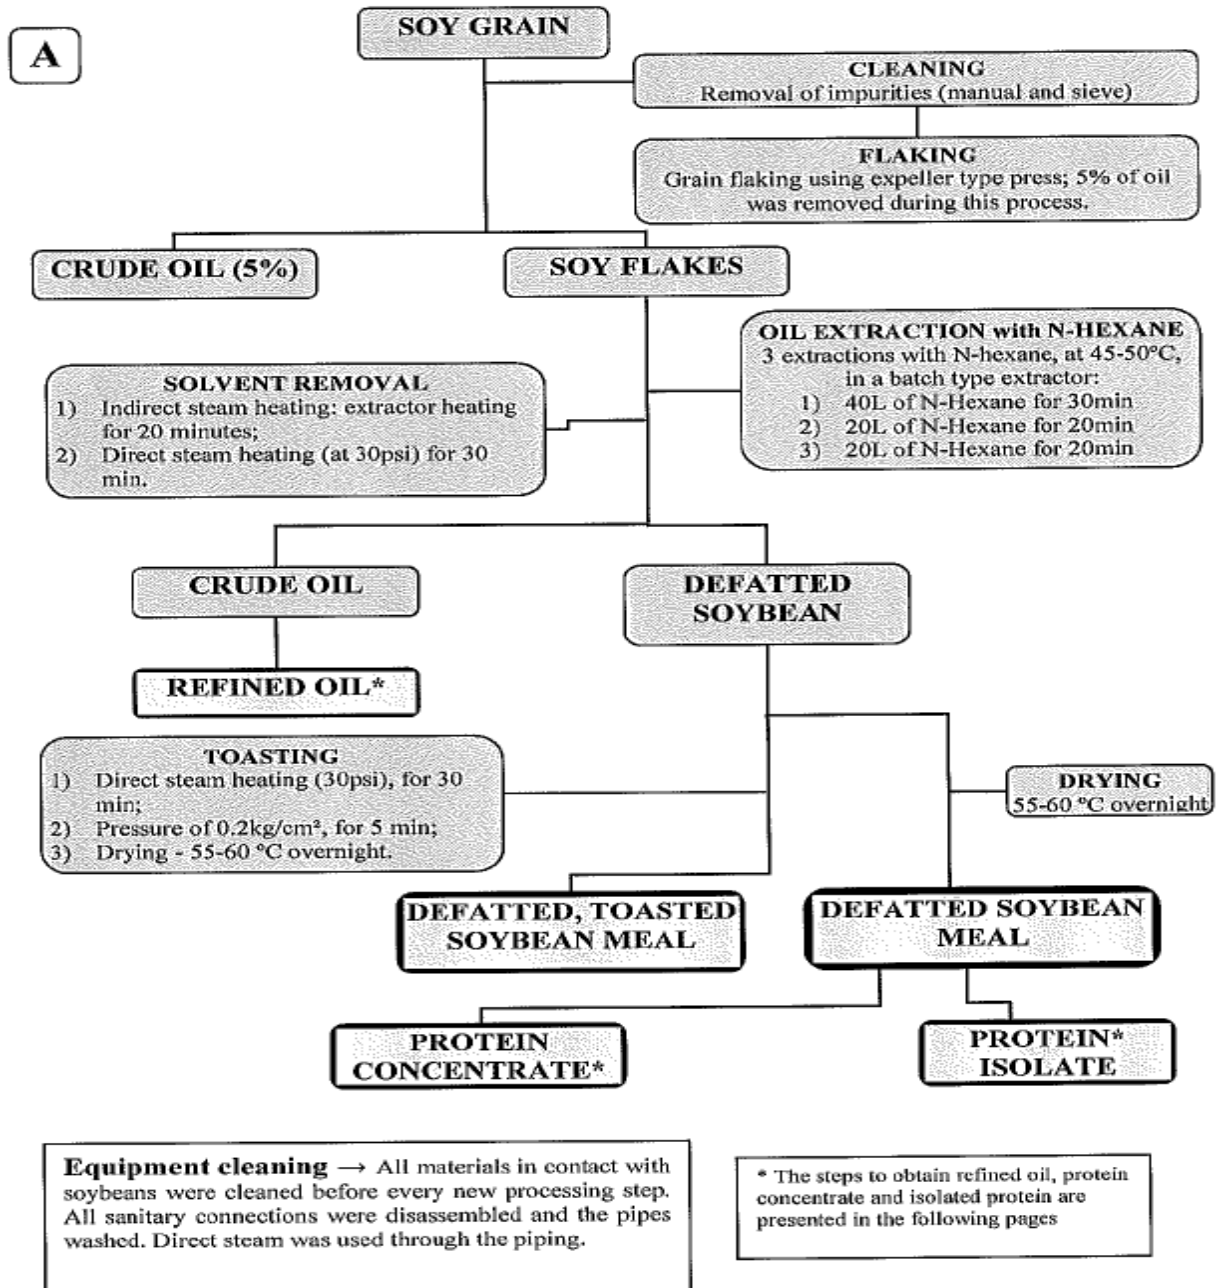 A
SOY GRAIN
CLEANING
Removal of impurities (manual and sieve)
FLAKING
Grain flaking using expeller type press; 5% of oil
was removed during this process.
CRUDE OIL (5%)
SOY FLAKES
OIL EXTRACTION with N-HEXANE
3 extractions with N-hexane, at 45-50ºC,
in a batch type extractor:
1) 40L of N-Hexane for 30min
2) 20L of N-Hexane for 20min
3) 20L of N-Hexane for 20min
SOLVENT REMOVAL
1) Indirect steam heating: extractor heating
for 20 minutes;
2) Direct steam heating (at 30psi) for 30
min.
CRUDE OIL
DEFATTED
SOYBEAN
REFINED OIL*
TOASTING
1) Direct steam heating (30psi), for 30
min;
2) Pressure of 0.2kg/cm², for 5 min;
3) Drying - 55-60 ºC overnight.
DRYING
55-60 ºC overnight
DEFATTED, TOASTED
SOYBEAN MEAL
DEFATTED SOYBEAN
MEAL
PROTEIN
CONCENTRATE*
PROTEIN*
ISOLATE
Equipment cleaning → All materials in contact with
soybeans were cleaned before every new processing step.
All sanitary connections were disassembled and the pipes
washed. Direct steam was used through the piping.
* The steps to obtain refined oil, protein
concentrate and isolated protein are
presented in the following pages